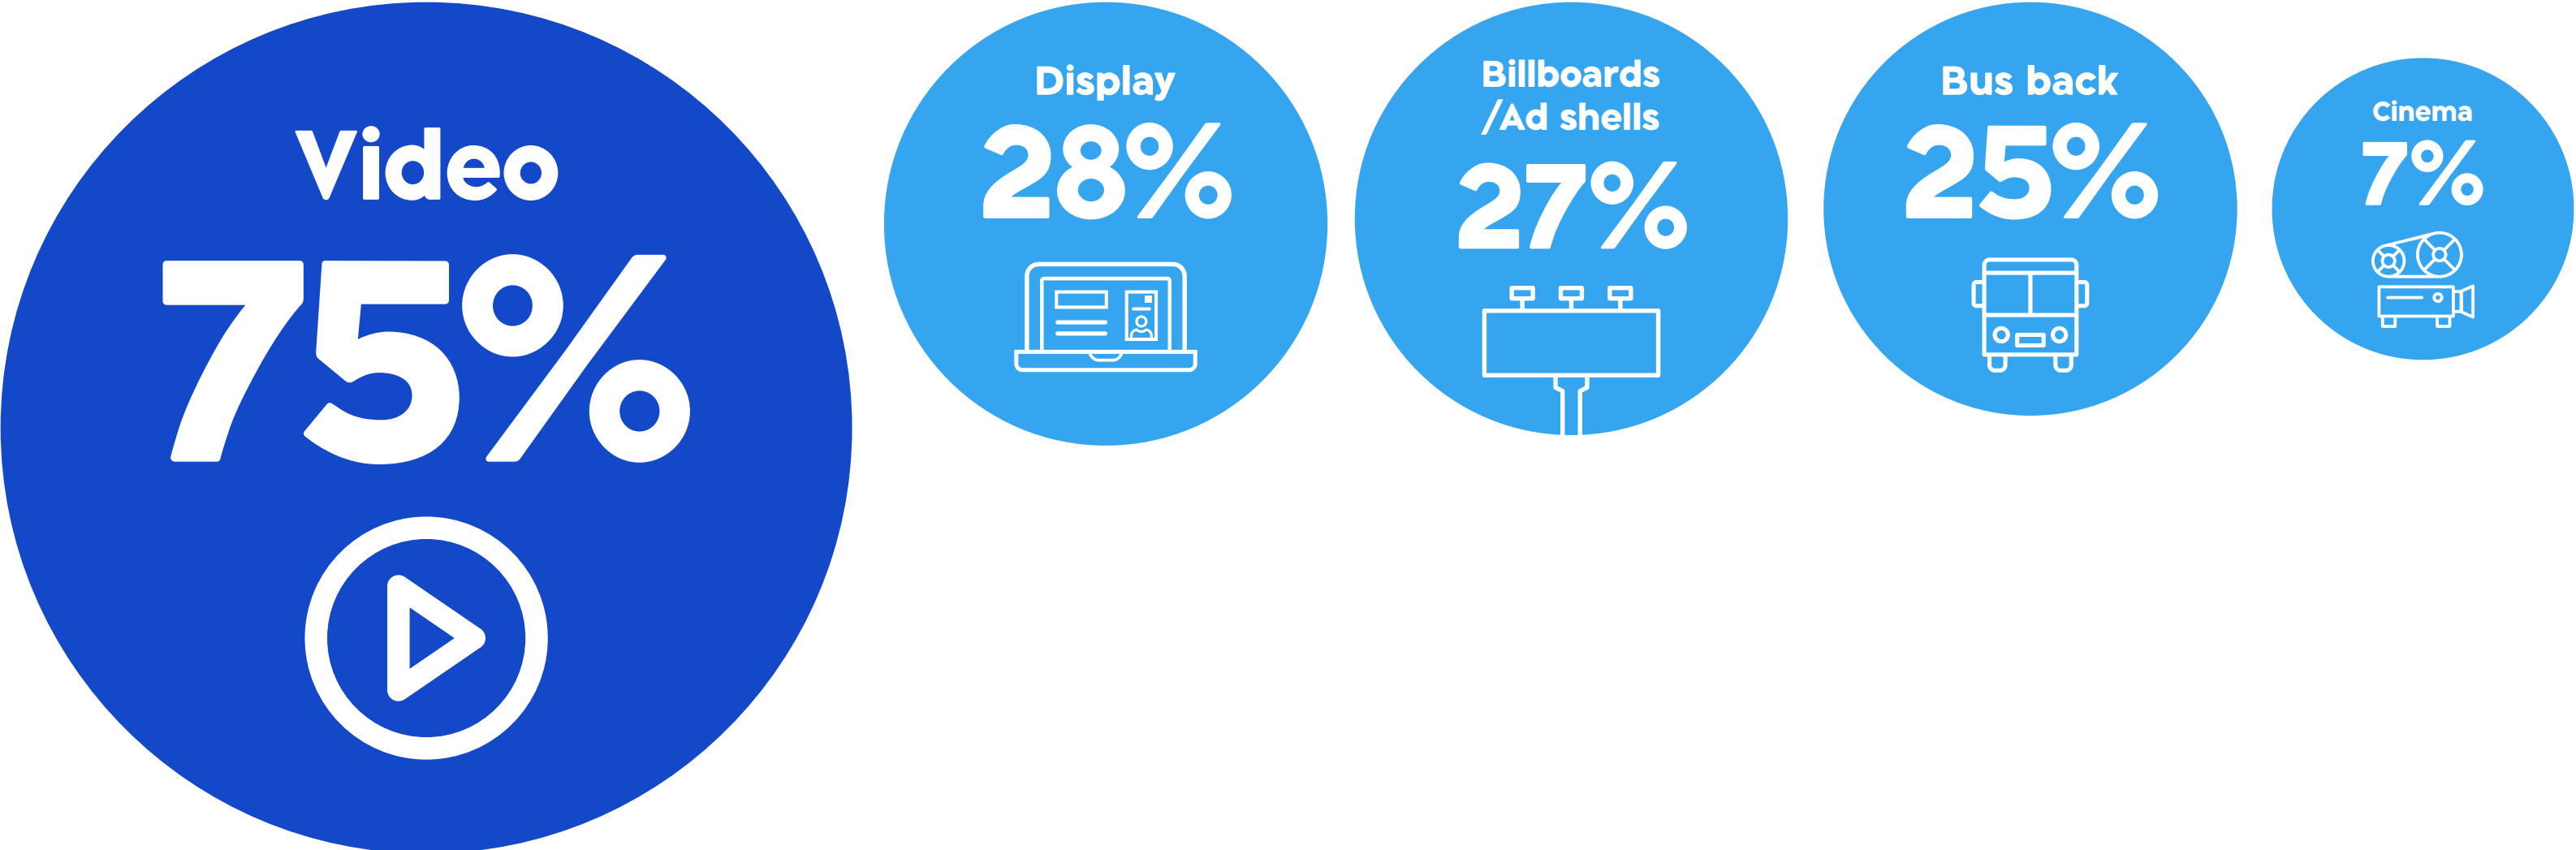 Video
75%
Display
28%
Billboards
/Ad shells
27%
Bus back
25%
Cinema
7%